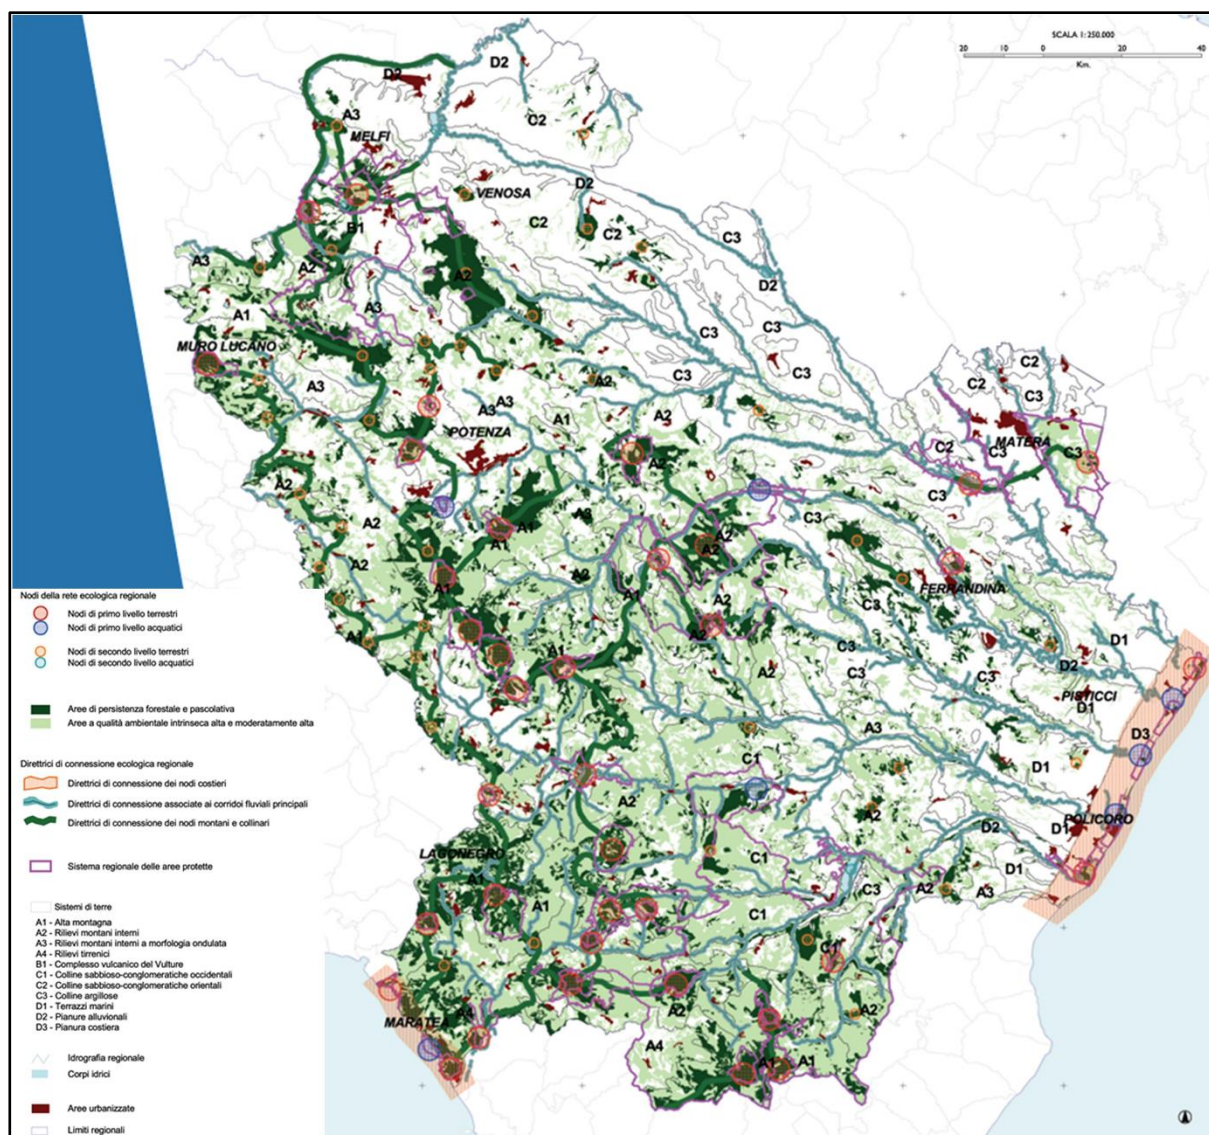 SCALA 1: 250.000
20 10 0 20 40
Km.
D2
D2
C2
A3
MELFI
VENOSA
D2
C2
C2
B1
C3
A3
A2
A2
D2
A3
A1
C3
C3
MURO LUCANO
C3
C3
C2
C2
A3
A2
C3
A3
A3
A1
A2
POTENZA
MATERA
C2
C3
A2
C3
A2
C3
A2
A3
C3
A1
A1
A2
A2
A2
A2
A1
A1
FERRANDINA
C3
A2
A2
A1
C3
D1
A1
A2
C3
C3
D2
PISTICCI
D1
A3
D3
C1
D1
A2
A2
POLICORO
D1
D2
LAGONEGRO
C1
D1
A1
A1
C3
A2
A3
C1
C1
MARATEA
A4
A2
A2
A4
A1
A1
Nodi della rete ecologica regionale
Nodi di primo livello terrestri
Nodi di primo livello acquatici
Nodi di secondo livello terrestri
Nodi di secondo livello acquatici
Aree di persistenza forestale e pascolativa
Aree a qualità ambientale intrinseca alta e moderatamente alta
Direttrici di connessione ecologica regionale
Direttrici di connessione dei nodi costieri
Direttrici di connessione associate ai corridoi fluviali principali
Direttrici di connessione dei nodi montani e collinari
Sistema regionale delle aree protette
Sistemi di terre
A1 - Alta montagna
A2 - Rilievi montani interni
A3 - Rilievi montani interni a morfologia ondulata
A4 - Rilievi tirrenici
B1 - Complesso vulcanico del Vulture
C1 - Colline sabbioso-conglomeratiche occidentali
C2 - Colline sabbioso-conglomeratiche orientali
C3 - Colline argillose
D1 - Terrazzi marini
D2 - Pianure alluvionali
D3 - Pianura costiera
Idrografia regionale
Corpi idrici
Aree urbanizzate
Limiti regionali